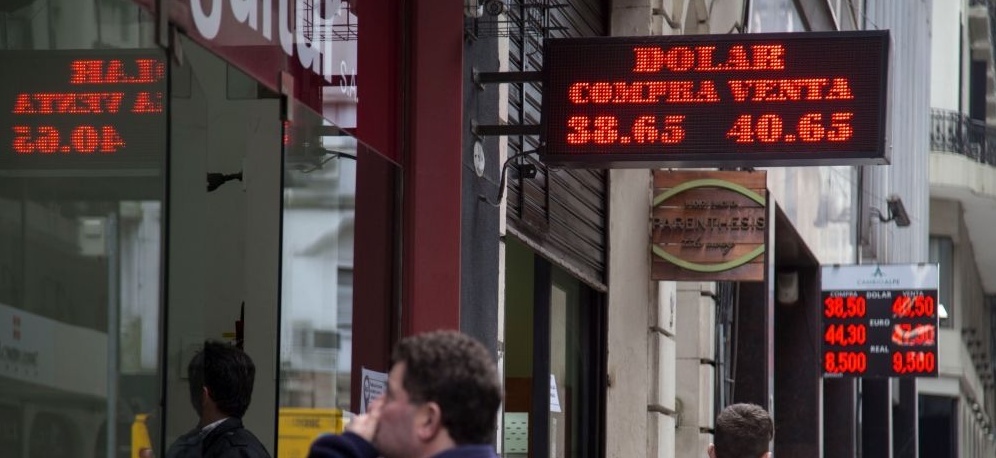 DOLAR
COMPRA VENTA
38.65 40.65
PARENTHESIS
COMPRA DOLAR VENTA
38,50
EURO
44,30
REAL
8,500 9,500